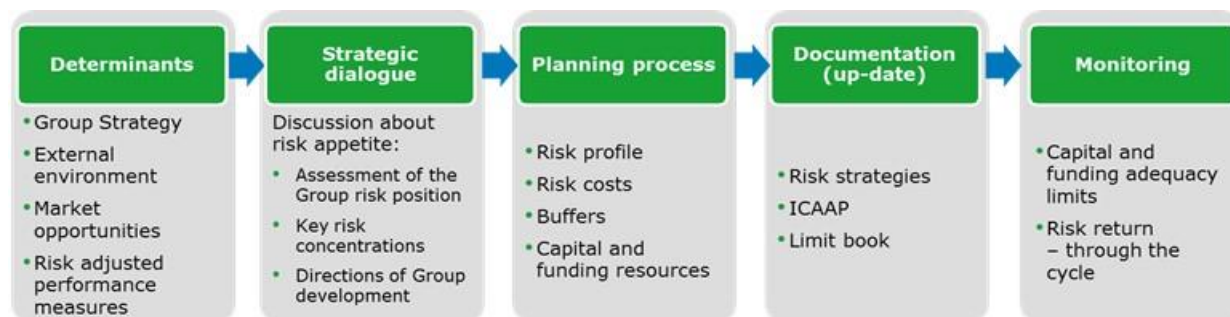 Determinants
• Group Strategy
• External
environment
• Market
opportunities
• Risk adjusted
performance
measures
Strategic
dialogue
Discussion about
risk appetite:
• Assessment of the
Group risk position
• Key risk
concentrations
• Directions of Group
development
Planning process
• Risk profile
• Risk costs
• Buffers
• Capital and
funding resources
Documentation
(up-date)
• Risk strategies
• ICAAP
• Limit book
Monitoring
• Capital and
funding adequacy
limits
• Risk return
– through the
cycle